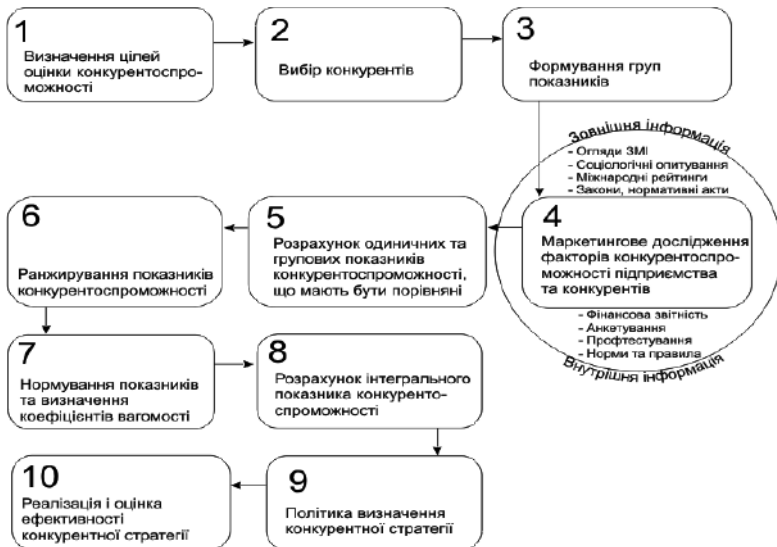 1
Визначення цілей
оцінки конкурентоспро-
можності
2
Вибір конкурентів
3
Формування груп
показників
Зовнішня інформація
- Огляди ЗМІ
- Соціологічні опитування
- Міжнародні рейтинги
- Закони, нормативні акти
4
Маркетингове дослідження
факторів конкурентоспро-
можності підприємства
та конкурентів
- Фінансова звітність
- Анкетування
- Профтестування
- Норми та правила
Внутрішня інформація
5
Розрахунок одиничних та
групових показників
конкурентоспроможності,
що мають бути порівняні
6
Ранжирування показників
конкурентоспроможності
7
Нормування показників
та визначення
коефіцієнтів вагомості
8
Розрахунок інтегрального
показника конкуренто-
спроможності
9
Політика визначення
конкурентної стратегії
10
Реалізація і оцінка
ефективності
конкурентної стратегії